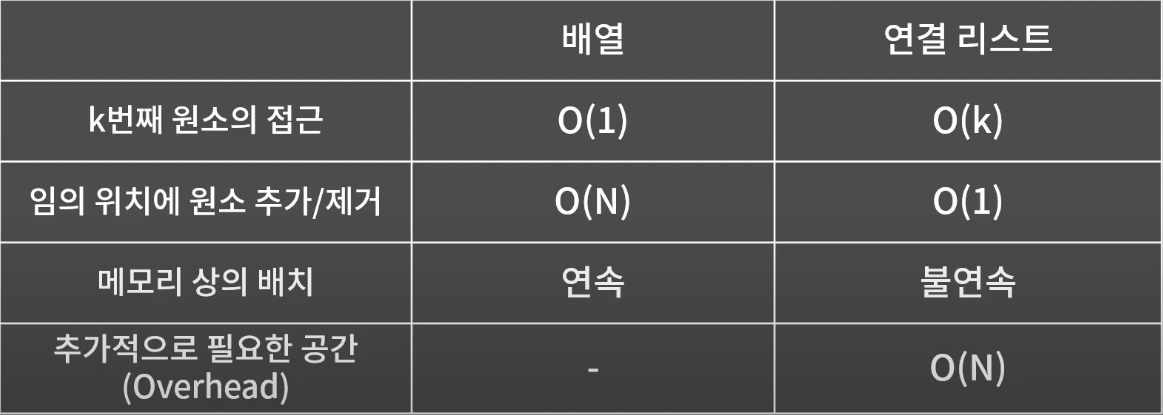 배열 연결 리스트
k번째 원소의 접근 O(1) O(k)
임의 위치에 원소 추가/제거 O(N) O(1)
메모리 상의 배치 연속 불연속
추가적으로 필요한 공간
(Overhead) - O(N)